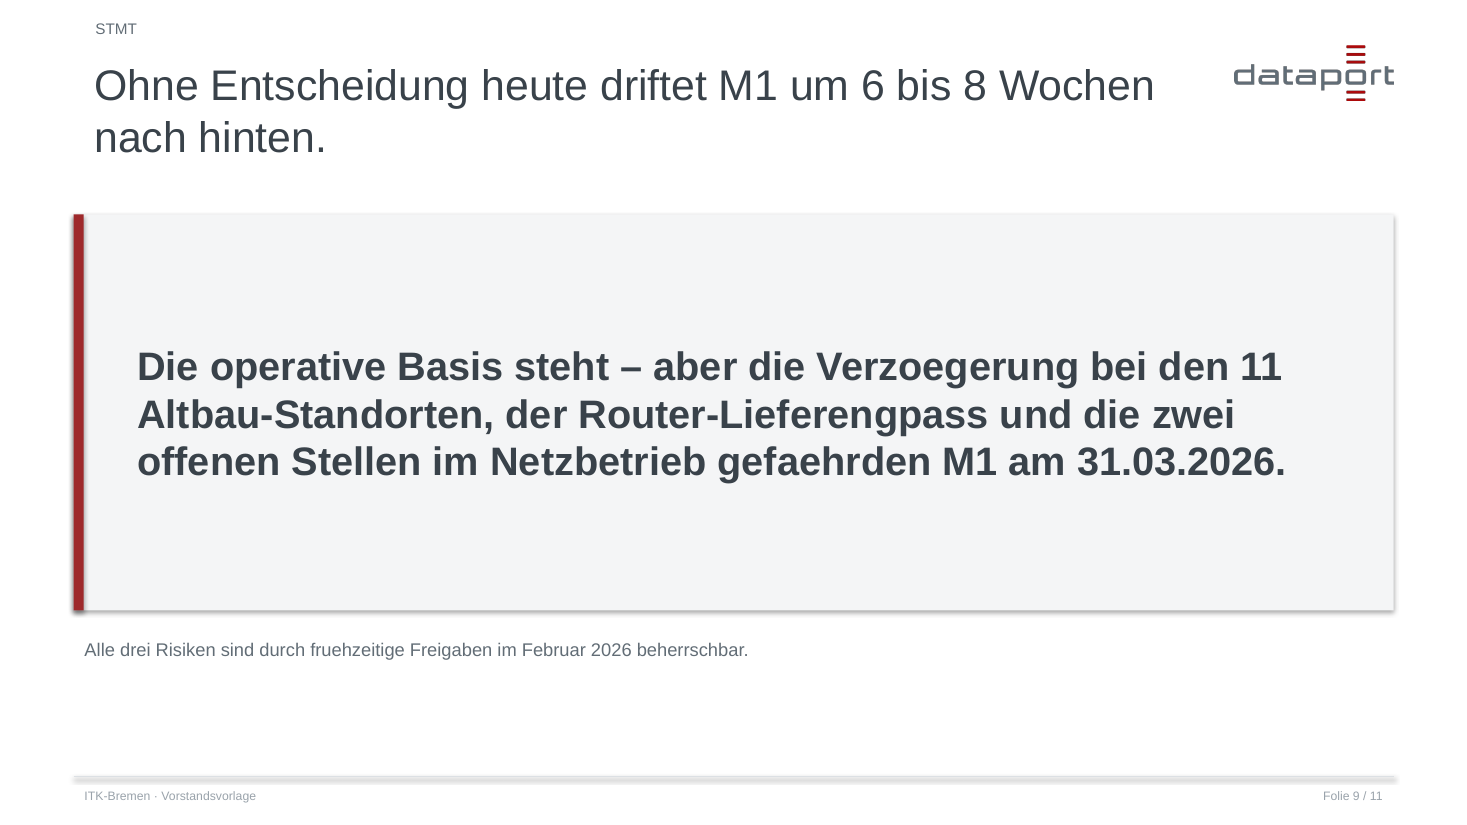 STMT
Ohne Entscheidung heute driftet M1 um 6 bis 8 Wochen
nach hinten.
dataport
Die operative Basis steht – aber die Verzoegerung bei den 11
Altbau-Standorten, der Router-Lieferengpass und die zwei
offenen Stellen im Netzbetrieb gefaehrden M1 am 31.03.2026.
Alle drei Risiken sind durch fruehzeitige Freigaben im Februar 2026 beherrschbar.
ITK-Bremen · Vorstandsvorlage
Folie 9 / 11